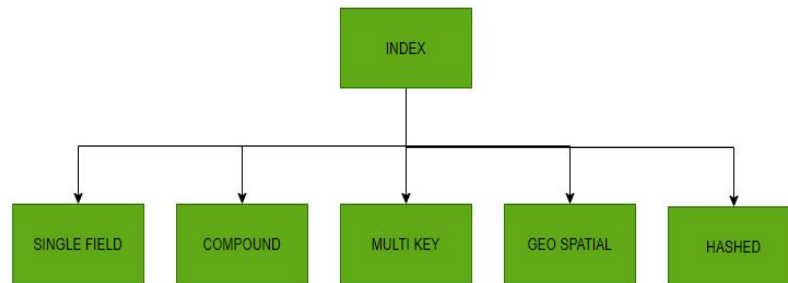 INDEX
SINGLE FIELD
COMPOUND
MULTI KEY
GEO SPATIAL
HASHED